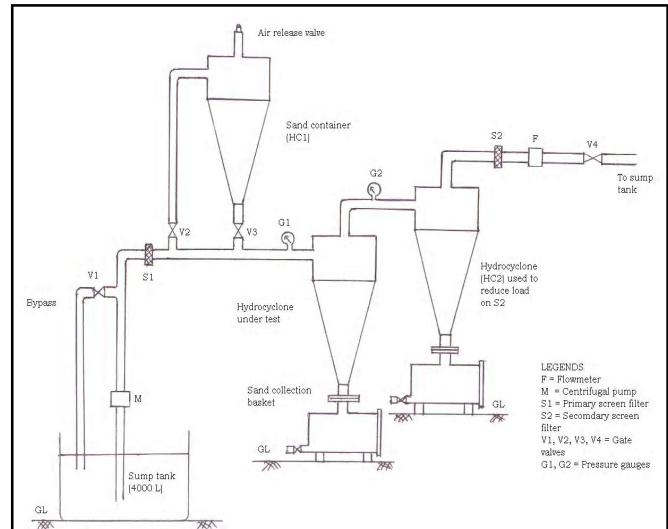 Air release valve
Sand container
(HC1)
S2
F
V4
To sump
tank
G2
G1
V2
V3
V1
S1
Bypass
Hydrocyclone
under test
Hydrocyclone
(HC2) used to
reduce load
on S2
M
Sand collection
basket
GL
GL
Sump tank
(4000 L)
GL
LEGENDS
F = Flowmeter
M = Centrifugal pump
S1 = Primary screen filter
S2 = Secomdary screen
filter
V1, V2, V3, V4 = Gate
valves
G1, G2 = Pressure gauges